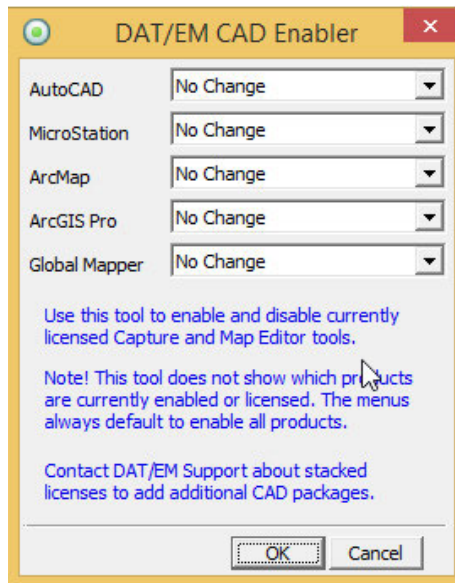 DAT/EM CAD Enabler
AutoCAD No Change
MicroStation No Change
ArcMap No Change
ArcGIS Pro No Change
Global Mapper No Change
Use this tool to enable and disable currently
licensed Capture and Map Editor tools.
Note! This tool does not show which products
are currently enabled or licensed. The menus
always default to enable all products.
Contact DAT/EM Support about stacked
licenses to add additional CAD packages.
OK Cancel